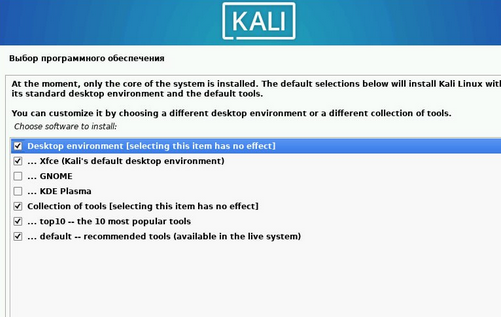 KALI
Выбор программного обеспечения
At the moment, only the core of the system is installed. The default selections below will install Kali Linux with
its standard desktop environment and the default tools.
You can customize it by choosing a different desktop environment or a different collection of tools.
Choose software to install:
Desktop environment [selecting this item has no effect]
... Xfce (Kali's default desktop environment)
... GNOME
... KDE Plasma
Collection of tools [selecting this item has no effect]
... top10 -- the 10 most popular tools
... default -- recommended tools (available in the live system)